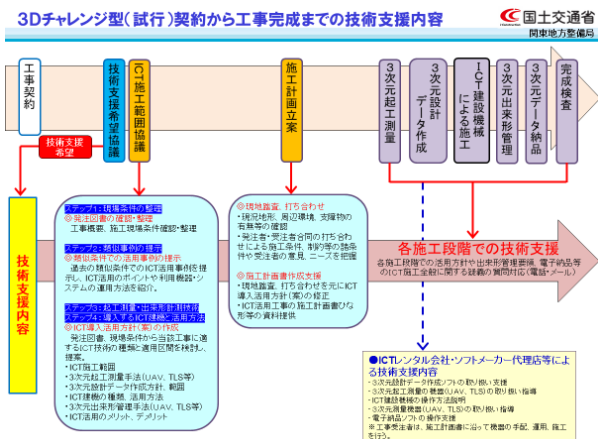 3Dチャレンジ型（試行）契約から工事完成までの技術支援内容
国土交通省
関東地方整備局
工事契約
技術支援希望協議
ICT施工範囲協議
施工計画立案
3次元起工測量
3次元設計
データ作成
ICT建設機械
による施工
3次元出来形管理
3次元データ納品
完成検査
技術支援
希望
技術支援内容
ステップ1：現場条件の整理
◎発注図書の確認・整理
工事概要、施工現場条件確認・整理
ステップ2：類似事例の提示
◎類似条件での活用事例の提示
過去の類似条件でのICT活用事例を提
示し、ICT活用のポイントや利用機器・シ
ステムの運用方法を紹介。
ステップ3：起工測量・出来形計測技術
ステップ4：導入するICT建機と活用方法
◎ICT導入活用方針（案）の作成
発注図書、現場条件から当該工事に適
するICT技術の種類と適用区間を検討し、
提案。
・ICT施工範囲
・3次元起工測量手法（UAV、TLS等）
・3次元設計データ作成方針、範囲
・ICT建機の種類、活用方法
・3次元出来形管理手法（UAV、TLS等）
・ICT活用のメリット、デメリット
◎現地踏査、打ち合わせ
・現況地形、周辺環境、支障物の
有無等の確認
・発注者・受注者合同の打ち合わ
せによる施工条件、制約等の諸条
件や受注者の意見、ニーズを把握
◎施工計画書作成支援
・現地踏査、打ち合わせを元にICT
導入活用方針（案）の修正
・ICT活用工事の施工計画書ひな
形等の資料提供
各施工段階での技術支援
各施工段階での活用方針や出来形管理要領、電子納品等
のICT施工全般に関する疑義の質問対応（電話・メール）
●ICTレンタル会社・ソフトメーカー代理店等によ
る技術支援内容
・3次元設計データ作成ソフトの取り扱い支援
・3次元起工測量の機器（UAV、TLS）の取り扱い指導
・ICT建設機械の操作方法説明
・3次元測量機器（UAV、TLS）の取り扱い指導
・電子納品ソフトの操作支援
※工事受注者は、施工計画書に沿って機器の手配、運用、施工
を行う。